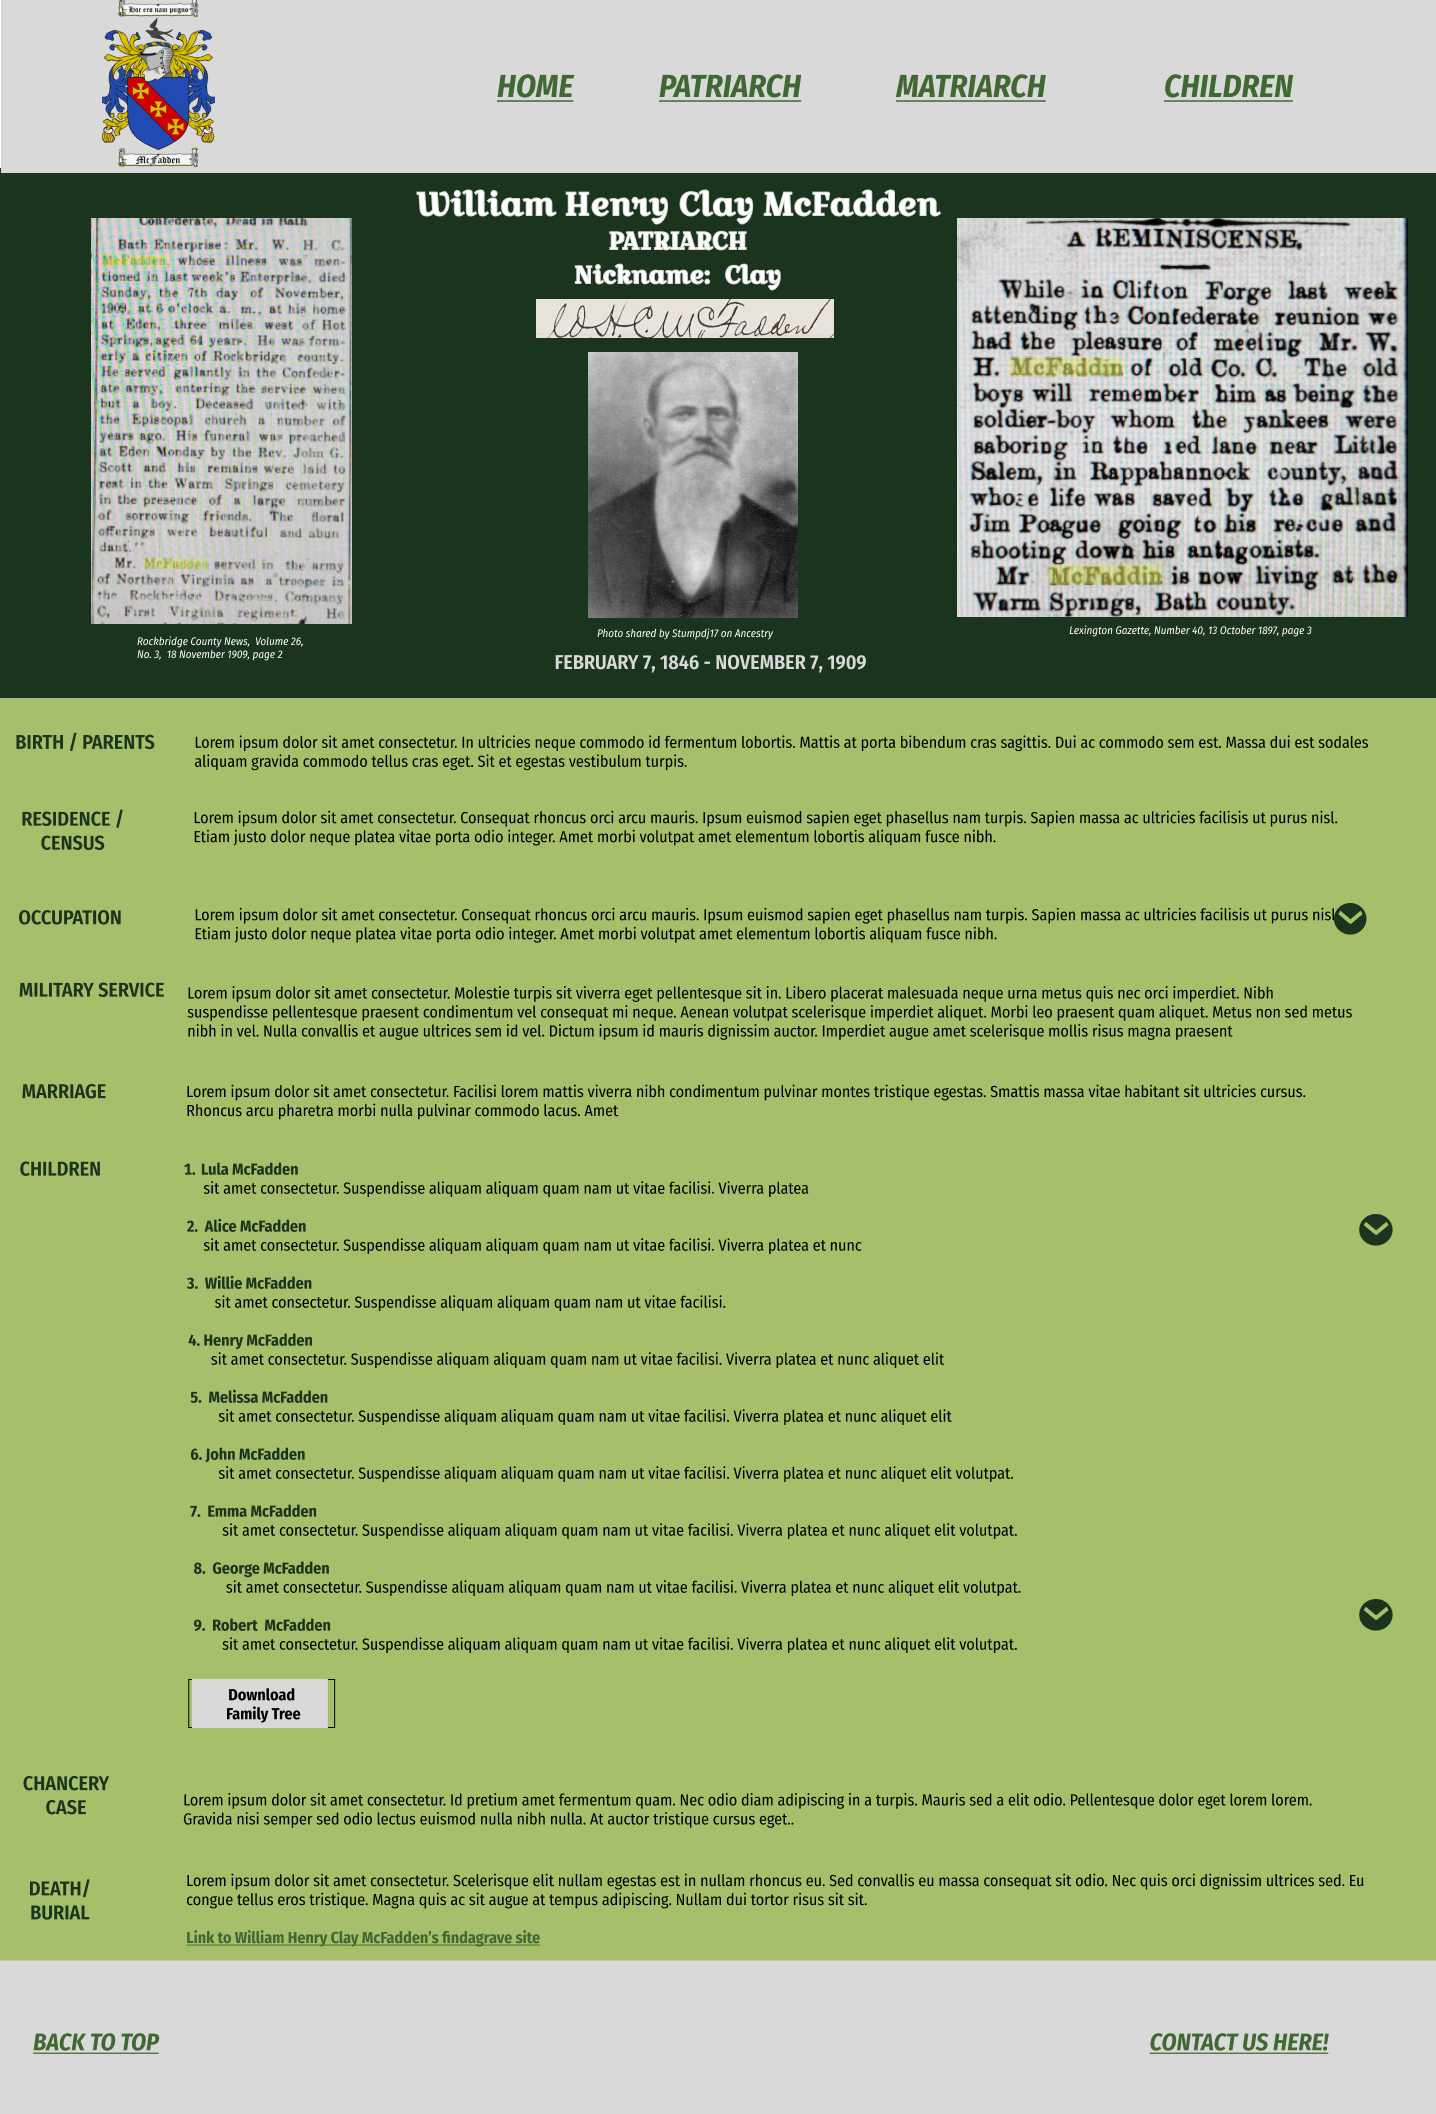 Hoc ero nam pugno
McFadden
HOME
PATRIARCH
MATRIARCH
CHILDREN
William Henry Clay McFadden
PATRIARCH
Nickname: Clay
W.H.C. McFadden
Confederate, Dead in Bath
Bath Enterprise: Mr. W. H. C.
McFadden, whose illness was men-
tioned in last week's Enterprise, died
Sunday, the 7th day of November,
1909, at 6 o'clock a. m., at his home
at Eden, three miles west of Hot
Springs, aged 64 years. He was form-
erly a citizen of Rockbridge county.
He served gallantly in the Confeder-
ate army, entering the service when
but a boy. Deceased united with
the Episcopal church a number of
years ago. His funeral was preached
at Eden Monday by the Rev. John G.
Scott and his remains were laid to
rest in the Warm Springs cemetery
in the presence of a large number
of sorrowing friends. The floral
offerings were beautiful and abun
dant."
Mr. McFadden served in the army
of Northern Virginia as a trooper in
the Rockbridge Dragoons, Company
C, First Virginia regiment. He
Rockbridge County News, Volume 26,
No. 3, 18 November 1909, page 2
Photo shared by Stumpdj17 on Ancestry
FEBRUARY 7, 1846 - NOVEMBER 7, 1909
A REMINISCENSE.
While in Clifton Forge last week
attending the Confederate reunion we
had the pleasure of meeling Mr. W.
H. McFaddin of old Co. C. The old
boys will remember him as being the
soldier-boy whom the yankees were
saboring in the red lane near Little
Salem, in Rappahannock county, and
whose life was saved by the gallant
Jim Poague going to his rescue and
shooting down his antagonists.
Mr McFaddin is now living at the
Warm Springs, Bath county.
Lexington Gazette, Number 40, 13 October 1897, page 3
BIRTH / PARENTS
Lorem ipsum dolor sit amet consectetur. In ultricies neque commodo id fermentum lobortis. Mattis at porta bibendum cras sagittis. Dui ac commodo sem est. Massa dui est sodales
aliquam gravida commodo tellus cras eget. Sit et egestas vestibulum turpis.
RESIDENCE /
CENSUS
Lorem ipsum dolor sit amet consectetur. Consequat rhoncus orci arcu mauris. Ipsum euismod sapien eget phasellus nam turpis. Sapien massa ac ultricies facilisis ut purus nisl.
Etiam justo dolor neque platea vitae porta odio integer. Amet morbi volutpat amet elementum lobortis aliquam fusce nibh.
OCCUPATION
Lorem ipsum dolor sit amet consectetur. Consequat rhoncus orci arcu mauris. Ipsum euismod sapien eget phasellus nam turpis. Sapien massa ac ultricies facilisis ut purus nisl
Etiam justo dolor neque platea vitae porta odio integer. Amet morbi volutpat amet elementum lobortis aliquam fusce nibh.
MILITARY SERVICE
Lorem ipsum dolor sit amet consectetur. Molestie turpis sit viverra eget pellentesque sit in. Libero placerat malesuada neque urna metus quis nec orci imperdiet. Nibh
suspendisse pellentesque praesent condimentum vel consequat mi neque. Aenean volutpat scelerisque imperdiet aliquet. Morbi leo praesent quam aliquet. Metus non sed metus
nibh in vel. Nulla convallis et augue ultrices sem id vel. Dictum ipsum id mauris dignissim auctor. Imperdiet augue amet scelerisque mollis risus magna praesent
MARRIAGE
Lorem ipsum dolor sit amet consectetur. Facilisi lorem mattis viverra nibh condimentum pulvinar montes tristique egestas. Smattis massa vitae habitant sit ultricies cursus.
Rhoncus arcu pharetra morbi nulla pulvinar commodo lacus. Amet
CHILDREN
1. Lula McFadden
sit amet consectetur. Suspendisse aliquam aliquam quam nam ut vitae facilisi. Viverra platea
2. Alice McFadden
sit amet consectetur. Suspendisse aliquam aliquam quam nam ut vitae facilisi. Viverra platea et nunc
3. Willie McFadden
sit amet consectetur. Suspendisse aliquam aliquam quam nam ut vitae facilisi.
4. Henry McFadden
sit amet consectetur. Suspendisse aliquam aliquam quam nam ut vitae facilisi. Viverra platea et nunc aliquet elit
5. Melissa McFadden
sit amet consectetur. Suspendisse aliquam aliquam quam nam ut vitae facilisi. Viverra platea et nunc aliquet elit
6. John McFadden
sit amet consectetur. Suspendisse aliquam aliquam quam nam ut vitae facilisi. Viverra platea et nunc aliquet elit volutpat.
7. Emma McFadden
sit amet consectetur. Suspendisse aliquam aliquam quam nam ut vitae facilisi. Viverra platea et nunc aliquet elit volutpat.
8. George McFadden
sit amet consectetur. Suspendisse aliquam aliquam quam nam ut vitae facilisi. Viverra platea et nunc aliquet elit volutpat.
9. Robert McFadden
sit amet consectetur. Suspendisse aliquam aliquam quam nam ut vitae facilisi. Viverra platea et nunc aliquet elit volutpat.
Download
Family Tree
CHANCERY
CASE
Lorem ipsum dolor sit amet consectetur. Id pretium amet fermentum quam. Nec odio diam adipiscing in a turpis. Mauris sed a elit odio. Pellentesque dolor eget lorem lorem.
Gravida nisi semper sed odio lectus euismod nulla nibh nulla. At auctor tristique cursus eget..
DEATH/
BURIAL
Lorem ipsum dolor sit amet consectetur. Scelerisque elit nullam egestas est in nullam rhoncus eu. Sed convallis eu massa consequat sit odio. Nec quis orci dignissim ultrices sed. Eu
congue tellus eros tristique. Magna quis ac sit augue at tempus adipiscing. Nullam dui tortor risus sit sit.
Link to William Henry Clay McFadden's findagrave site
BACK TO TOP
CONTACT US HERE!